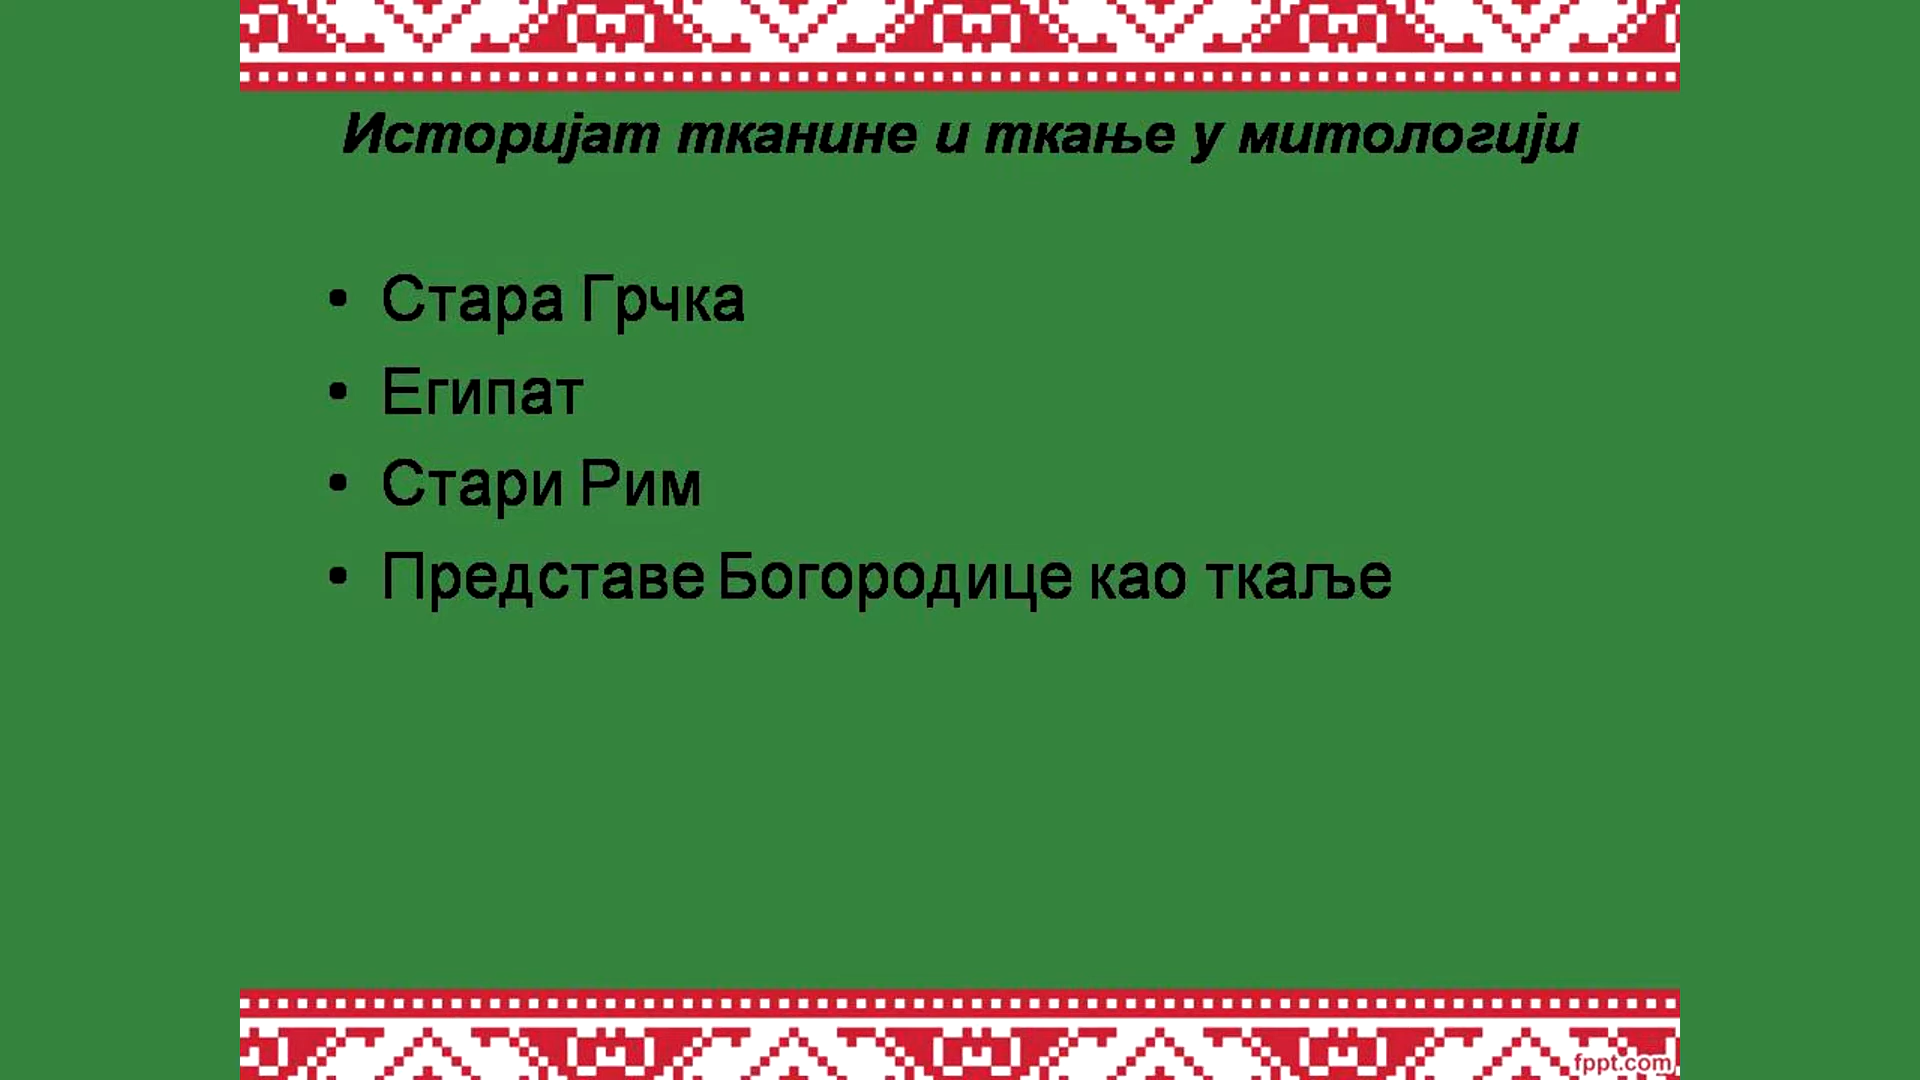 Историјат тканине и ткање у митологији
• Стара Грчка
• Египат
• Стари Рим
• Представе Богородице као ткаље
fppt.com